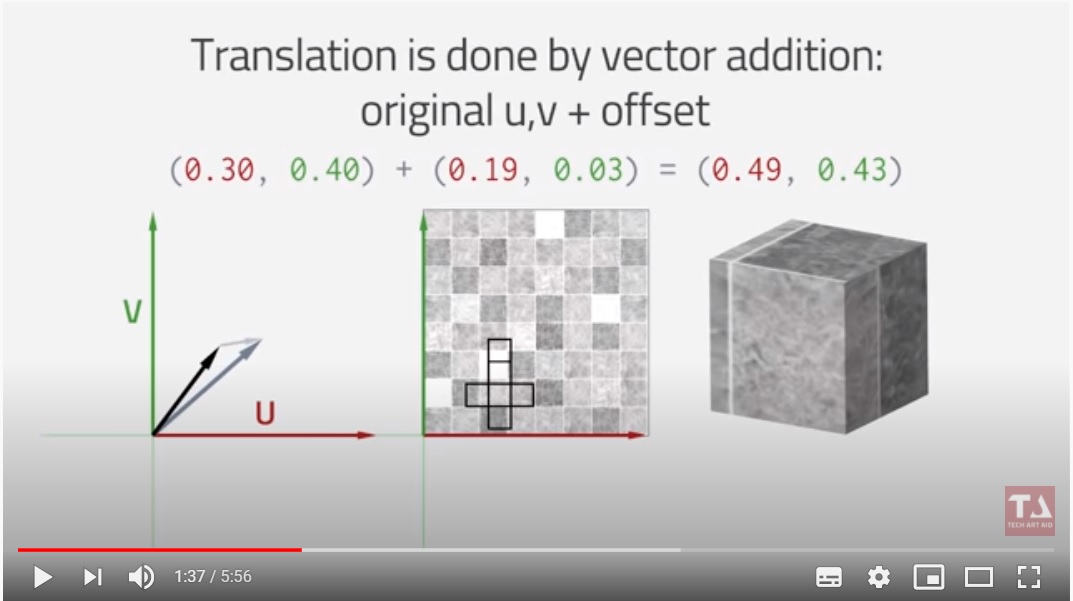 Translation is done by vector addition:
original u,v + offset
(0.30, 0.40) + (0.19, 0.03) = (0.49, 0.43)
V
U
TA
TECH ART AID
1:37 / 5:56